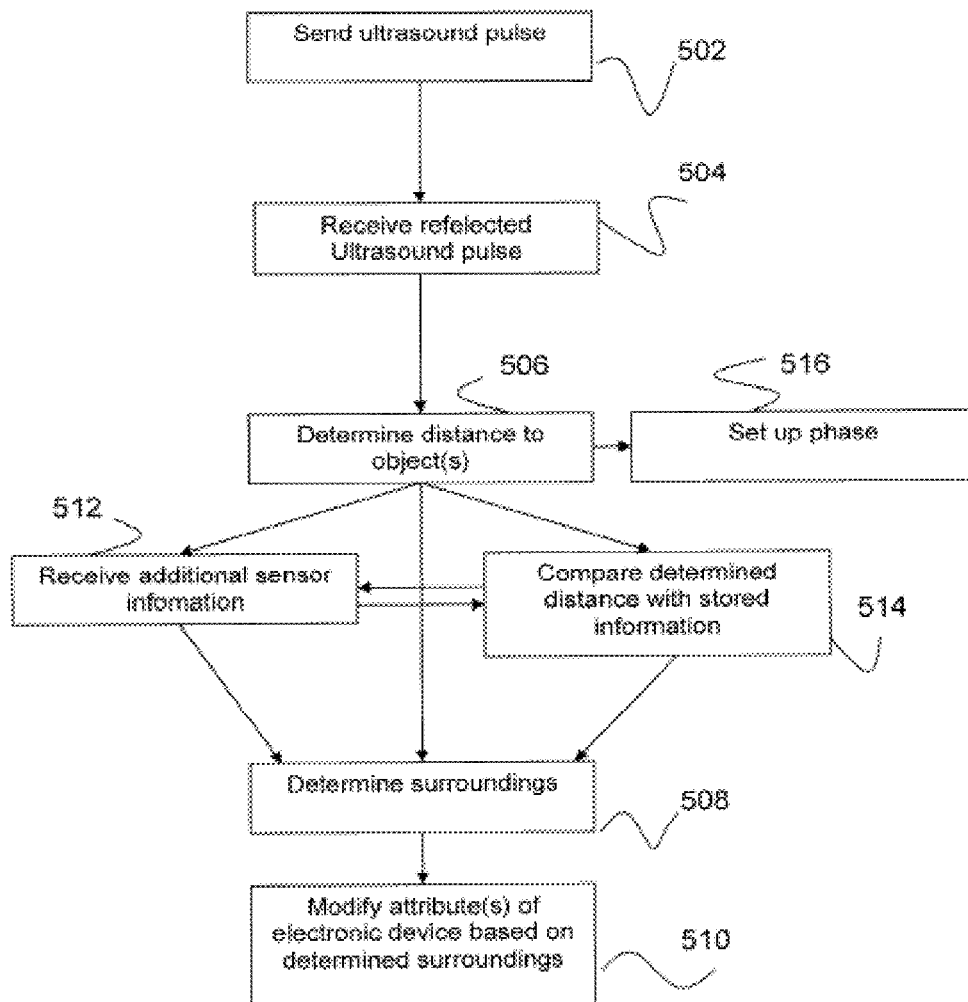 Send ultrasound pulse
502
504
Receive refelected
Ultrasound pulse
506
516
Determine distance to
object(s)
Set up phase
512
Receive additional sensor
infomation
Compare determined
distance with stored
information
514
Determine surroundings
508
Modify attribute(s) of
electronic device based on
determined surroundings
510